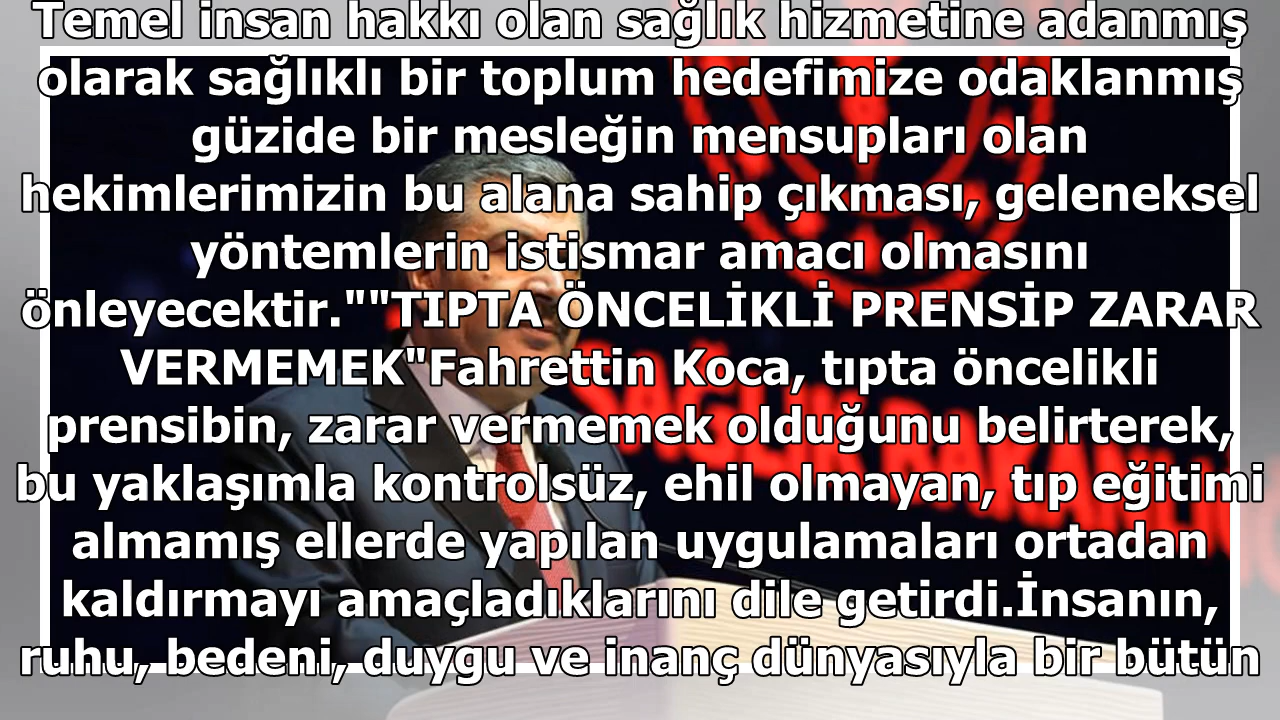 Temel insan hakkı olan sağlık hizmetine adanmış
olarak sağlıklı bir toplum hedefimize odaklanmış
güzide bir mesleğin mensupları olan
hekimlerimizin bu alana sahip çıkması, geleneksel
yöntemlerin istismar amacı olmasını
önleyecektir.""TIPTA ÖNCELİKLİ PRENSİP ZARAR
VERMEMEK"Fahrettin Koca, tıpta öncelikli
prensibin, zarar vermemek olduğunu belirterek,
bu yaklaşımla kontrolsüz, ehil olmayan, tıp eğitimi
almamış ellerde yapılan uygulamaları ortadan
kaldırmayı amaçladıklarını dile getirdi.İnsanın,
ruhu, bedeni, duygu ve inanç dünyasıyla bir bütün
SAĞLIK BAKANLIĞI